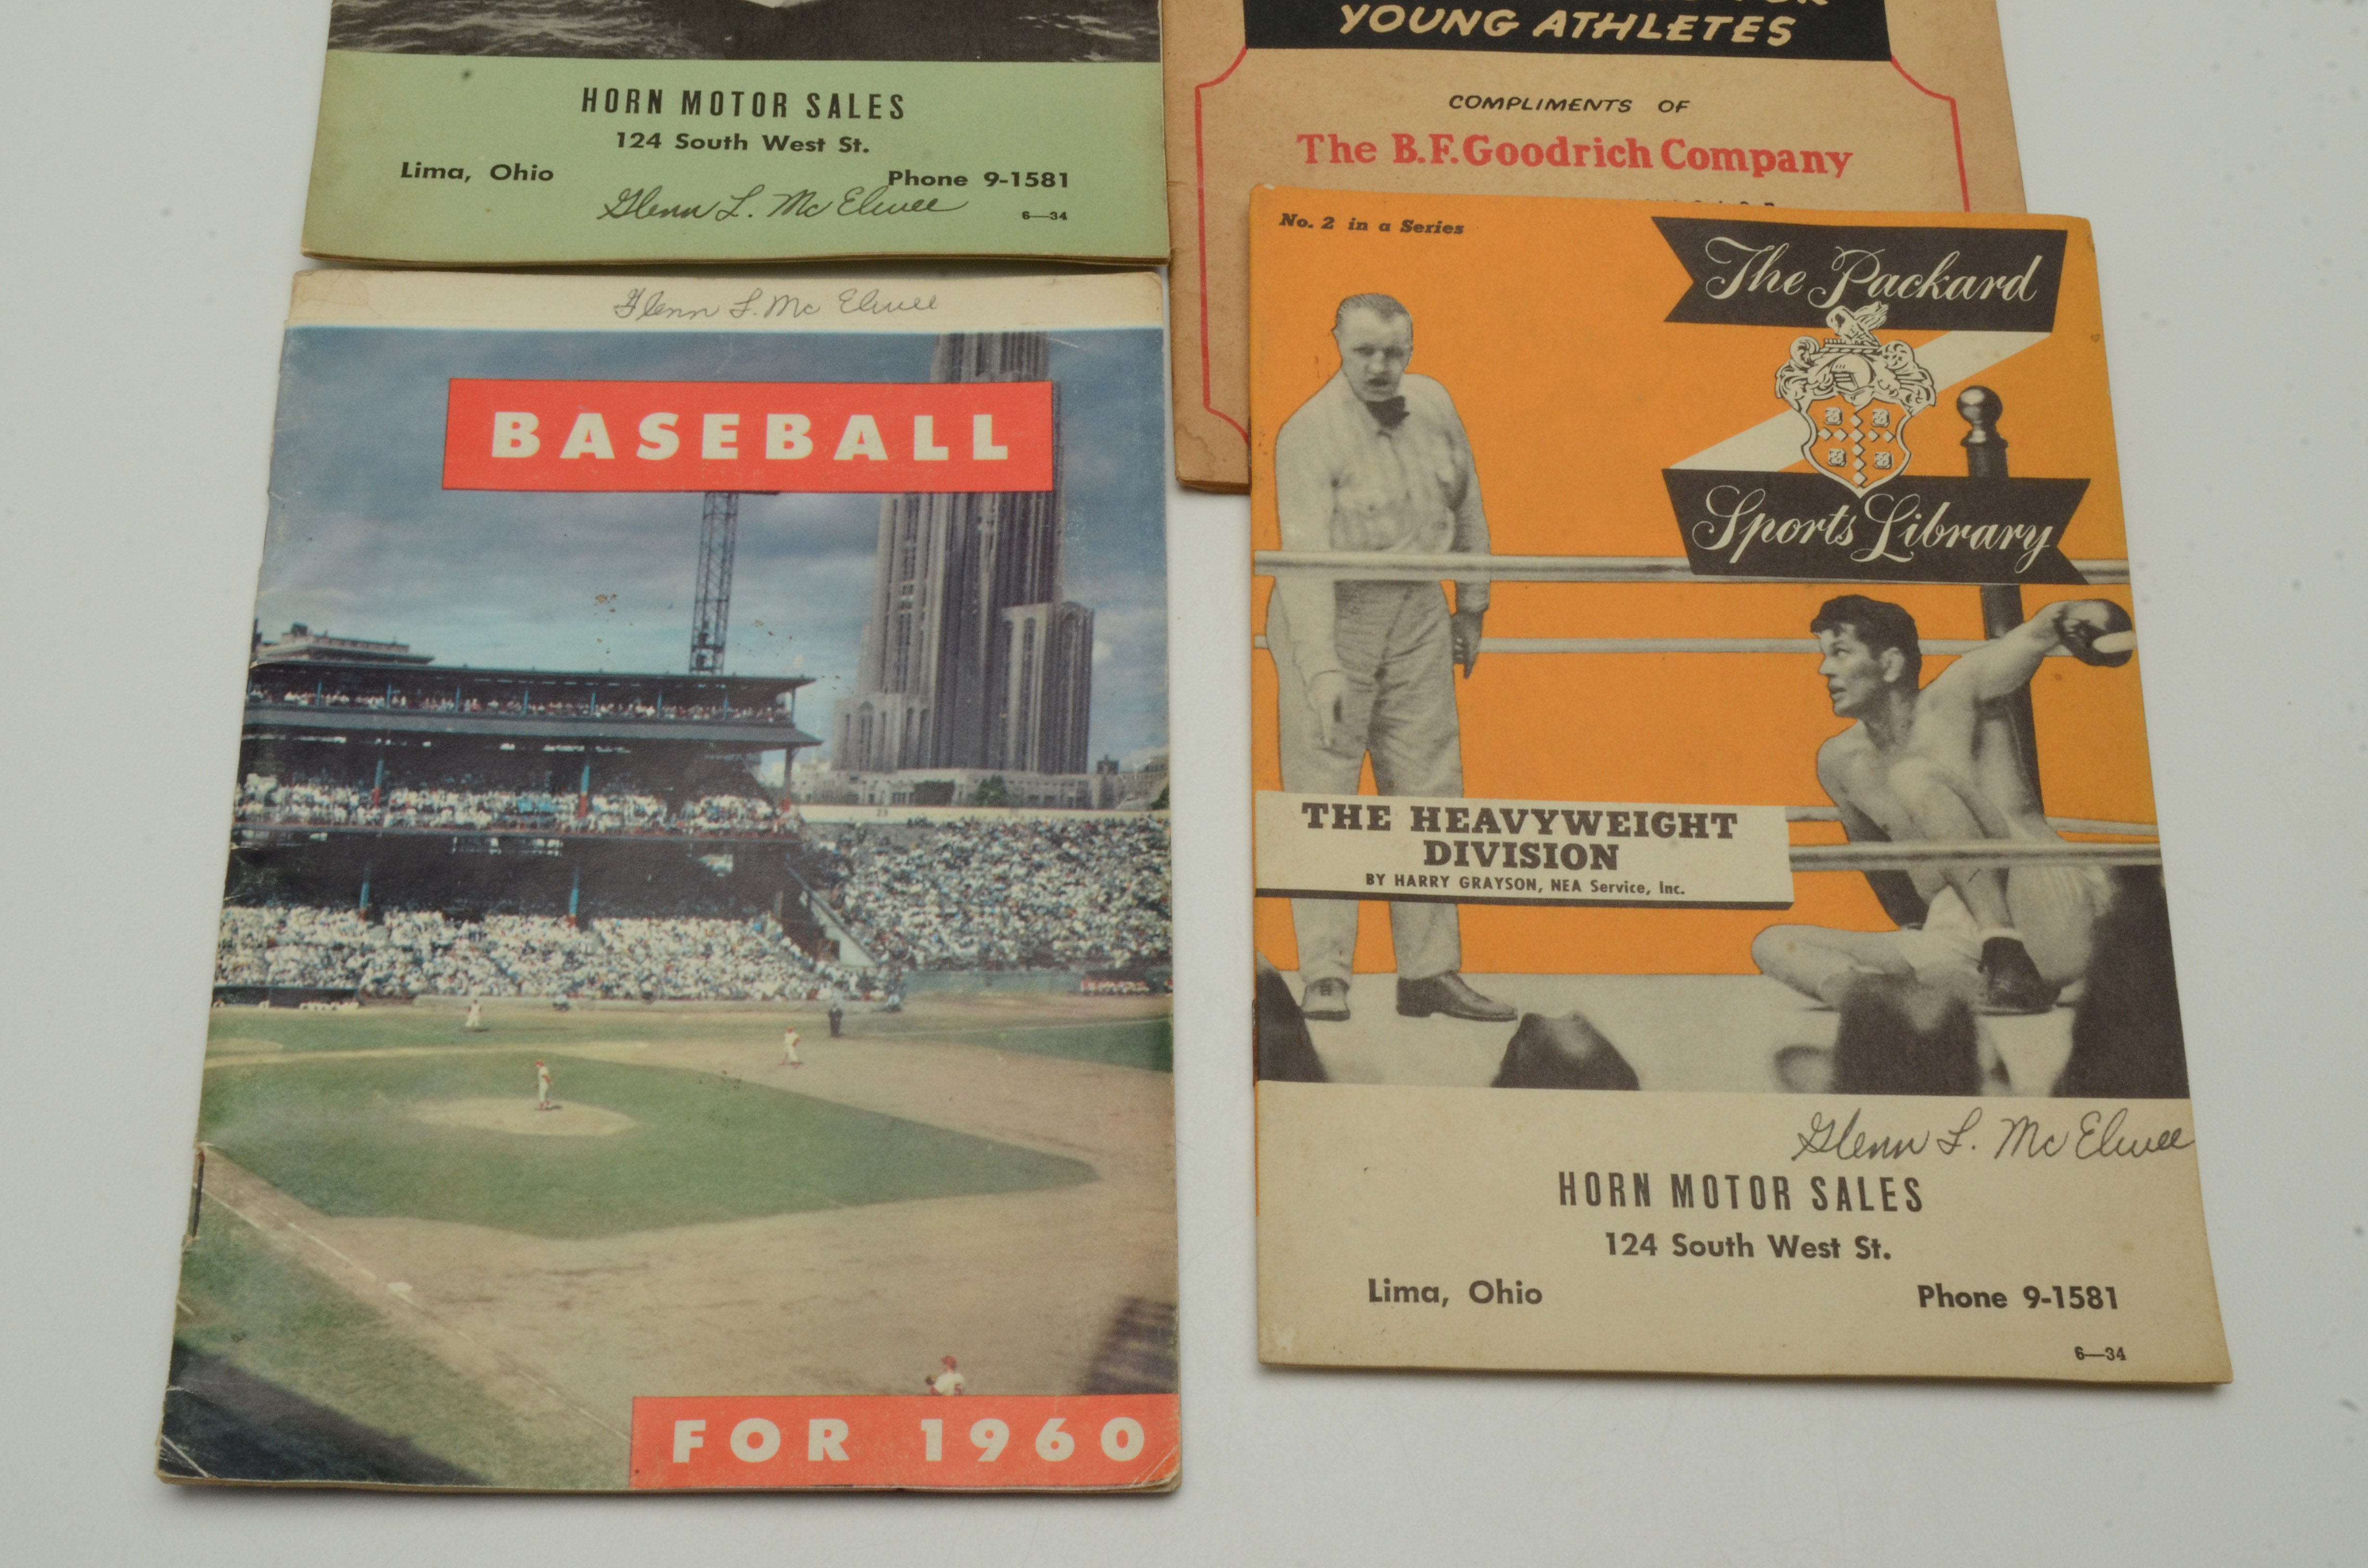 HORN MOTOR SALES
124 South West St.
Lima, Ohio Phone 9-1581
Glenn L. McElwee
6—34
YOUNG ATHLETES
COMPLIMENTS OF
The B.F. Goodrich Company
Glenn L. McElwee
BASEBALL
FOR 1960
No. 2 in a Series
The Packard
Sports Library
THE HEAVYWEIGHT
DIVISION
BY HARRY GRAYSON, NEA Service, Inc.
Glenn L. McElwee
HORN MOTOR SALES
124 South West St.
Lima, Ohio Phone 9-1581
6—34